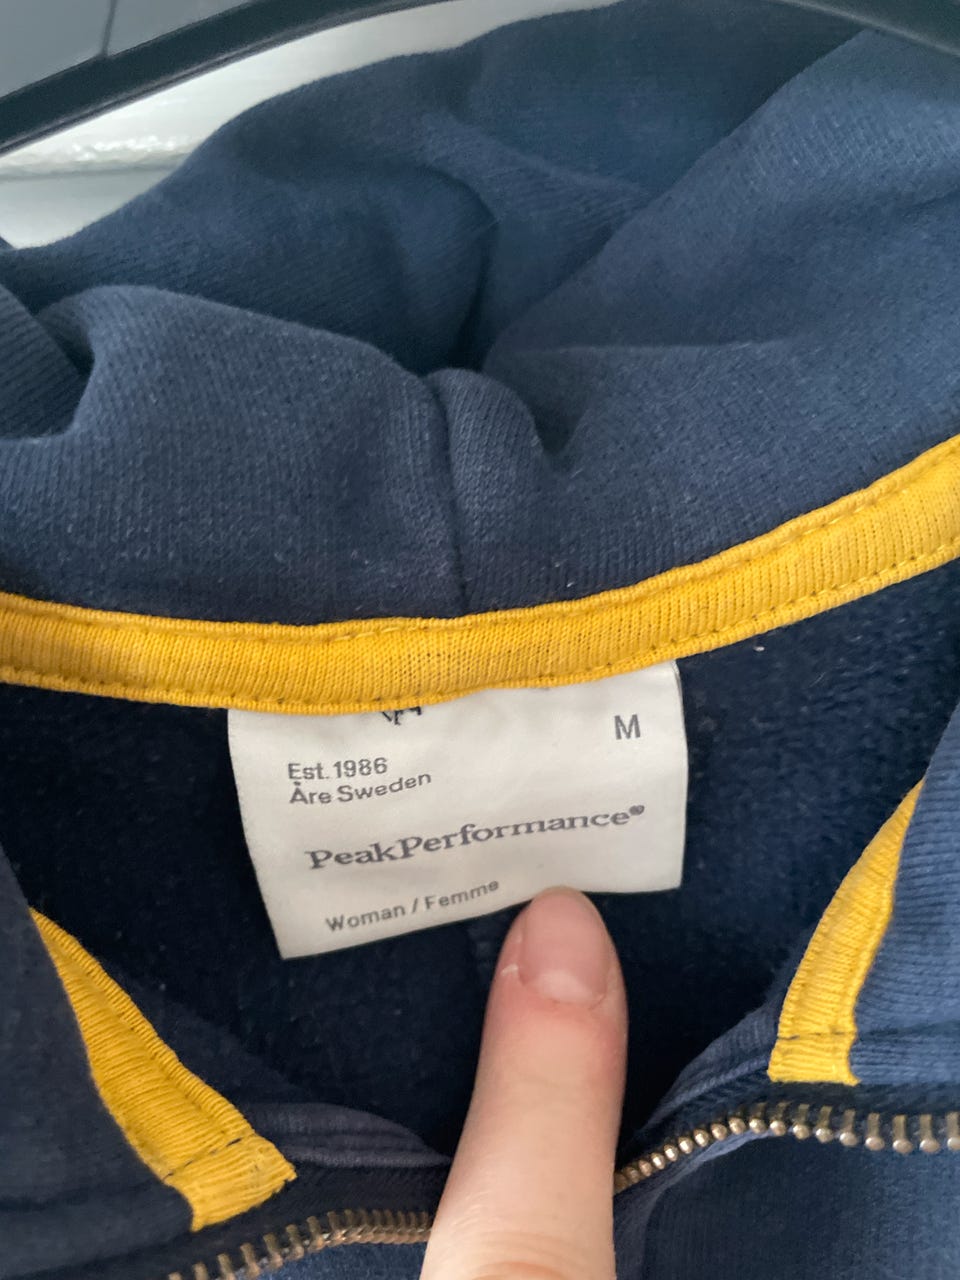 M
Est. 1986
Åre Sweden
PeakPerformance®
Woman / Femme